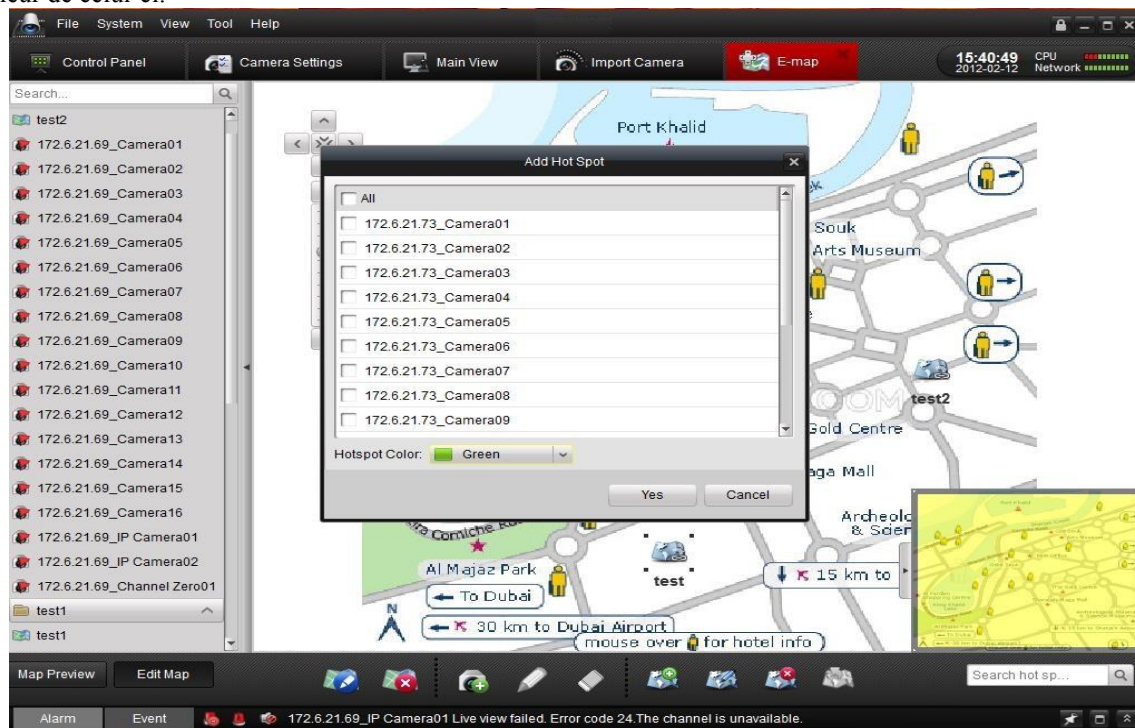 File System View Tool Help
Control Panel Camera Settings Main View Import Camera E-map
15:40:49
2012-02-12
CPU
Network
Search...
test2
172.6.21.69_Camera01
172.6.21.69_Camera02
172.6.21.69_Camera03
172.6.21.69_Camera04
172.6.21.69_Camera05
172.6.21.69_Camera06
172.6.21.69_Camera07
172.6.21.69_Camera08
172.6.21.69_Camera09
172.6.21.69_Camera10
172.6.21.69_Camera11
172.6.21.69_Camera12
172.6.21.69_Camera13
172.6.21.69_Camera14
172.6.21.69_Camera15
172.6.21.69_Camera16
172.6.21.69_IP Camera01
172.6.21.69_IP Camera02
172.6.21.69_Channel Zero01
test1
test1
Port Khalid
Add Hot Spot
All
172.6.21.73_Camera01
172.6.21.73_Camera02
172.6.21.73_Camera03
172.6.21.73_Camera04
172.6.21.73_Camera05
172.6.21.73_Camera06
172.6.21.73_Camera07
172.6.21.73_Camera08
172.6.21.73_Camera09
Hotspot Color: Green
Yes Cancel
Souk
Arts Museum
test2
Gold Centre
Mall
Corniche
Al Majaz Park
test
15 km to
To Dubai
N
30 km to Dubai Airport
mouse over for hotel info
Map Preview Edit Map
Search hot sp...
Alarm Event 172.6.21.69_IP Camera01 Live view failed. Error code 24.The channel is unavailable.